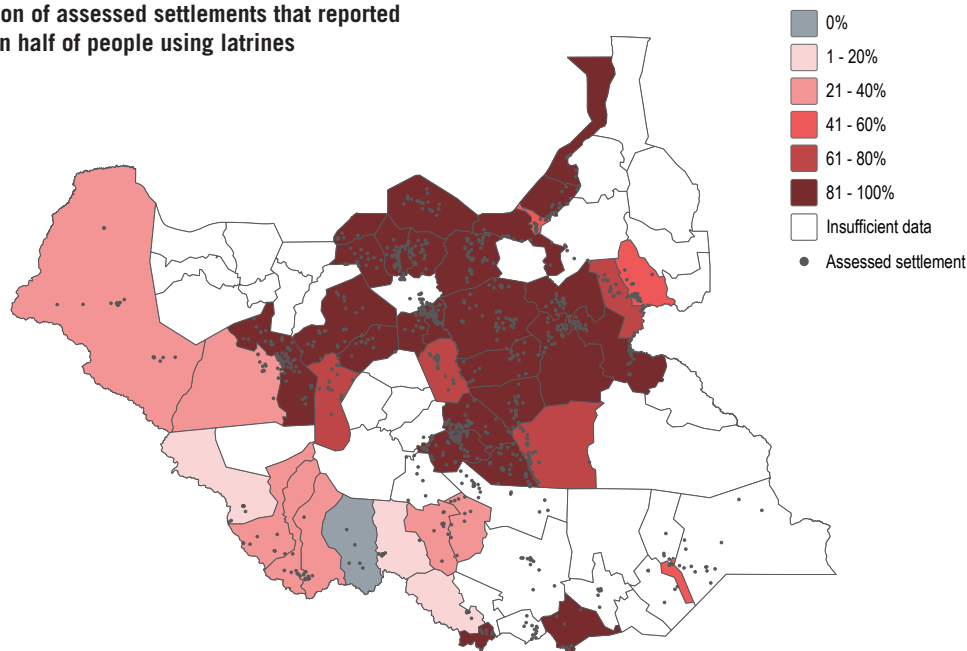 on of assessed settlements that reported
n half of people using latrines
0%
1 - 20%
21 - 40%
41 - 60%
61 - 80%
81 - 100%
Insufficient data
Assessed settlement